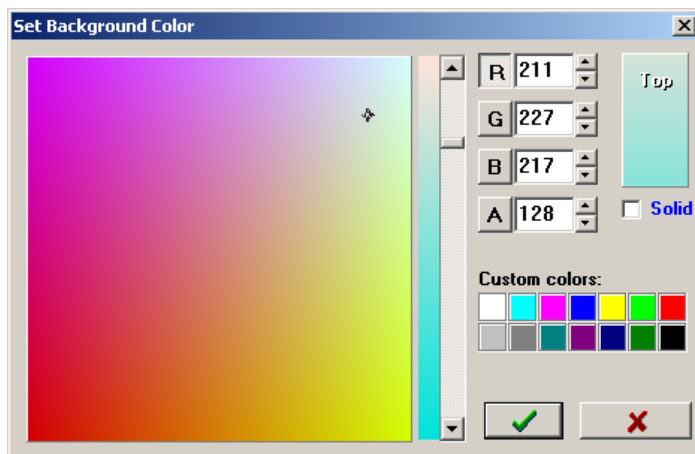 Set Background Color
R 211
Top
G 227
B 217
A 128
Solid
Custom colors: